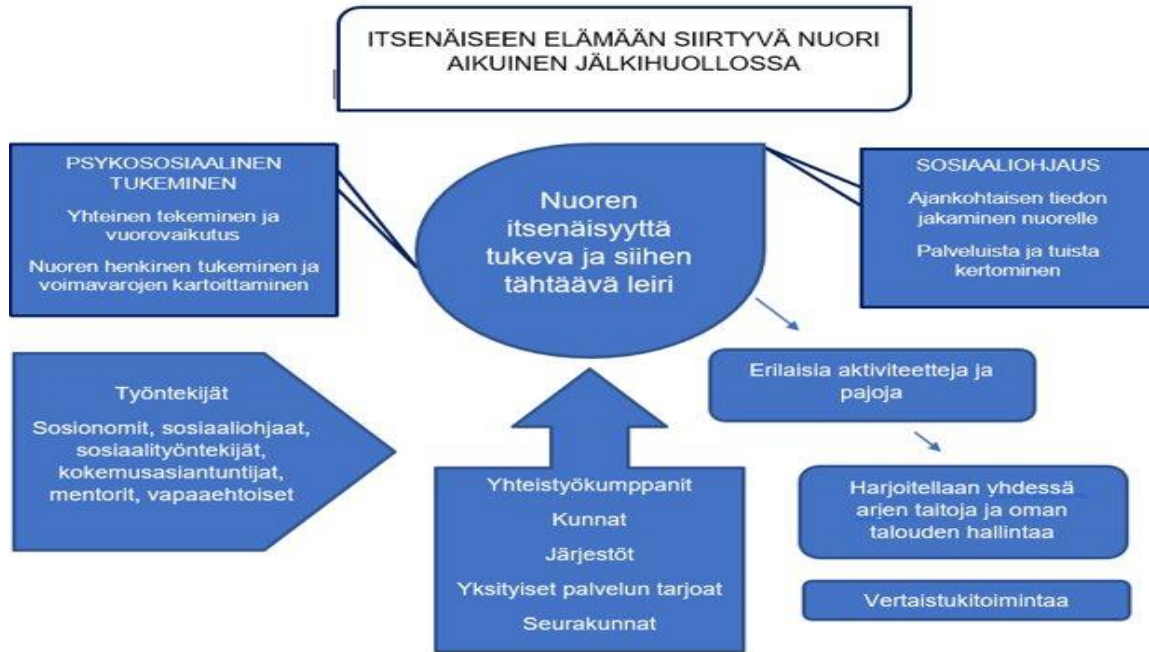 ITSENÄISEEN ELÄMÄÄN SIIRTYVÄ NUORI
AIKUINEN JÄLKIHUOLLOSSA
PSYKOSOSIAALINEN
TUKEMINEN
Yhteinen tekeminen ja
vuorovaikutus
Nuoren henkinen tukeminen ja
voimavarojen kartoittaminen
Nuoren
itsenäisyyttä
tukeva ja siihen
tähtäävä leiri
SOSIAALIOHJAUS
Ajankohtaisen tiedon
jakaminen nuorelle
Palveluista ja tuista
kertominen
Työntekijät
Sosionomit, sosiaaliohjaat,
sosiaalityöntekijät,
kokemusasiantuntijat,
mentorit, vapaaehtoiset
Yhteistyökumppanit
Kunnat
Järjestöt
Yksityiset palvelun tarjoat
Seurakunnat
Erilaisia aktiviteetteja ja
pajoja
Harjoitellaan yhdessä
arjen taitoja ja oman
talouden hallintaa
Vertaistukitoimintaa